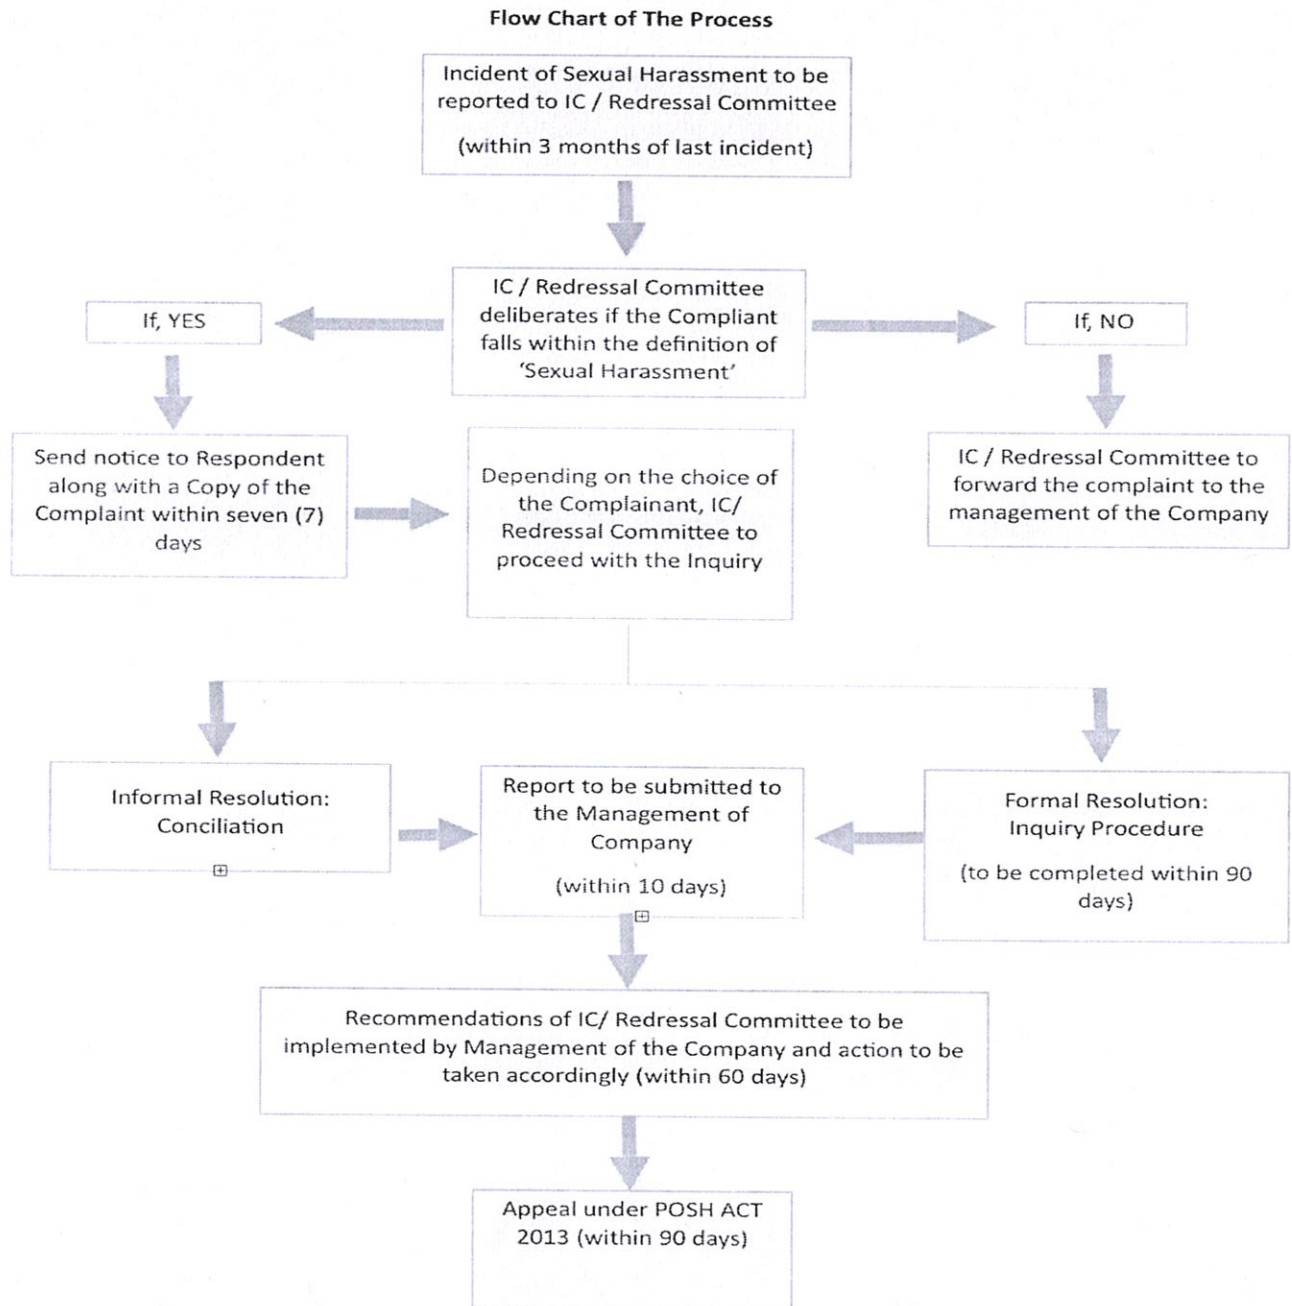 Flow Chart of The Process
Incident of Sexual Harassment to be
reported to IC / Redressal Committee
(within 3 months of last incident)
IC / Redressal Committee
deliberates if the Compliant
falls within the definition of
‘Sexual Harassment’
If, YES
If, NO
Send notice to Respondent
along with a Copy of the
Complaint within seven (7)
days
Depending on the choice of
the Complainant, IC/
Redressal Committee to
proceed with the Inquiry
IC / Redressal Committee to
forward the complaint to the
management of the Company
Informal Resolution:
Conciliation
Report to be submitted to
the Management of
Company
(within 10 days)
Formal Resolution:
Inquiry Procedure
(to be completed within 90
days)
Recommendations of IC/ Redressal Committee to be
implemented by Management of the Company and action to be
taken accordingly (within 60 days)
Appeal under POSH ACT
2013 (within 90 days)